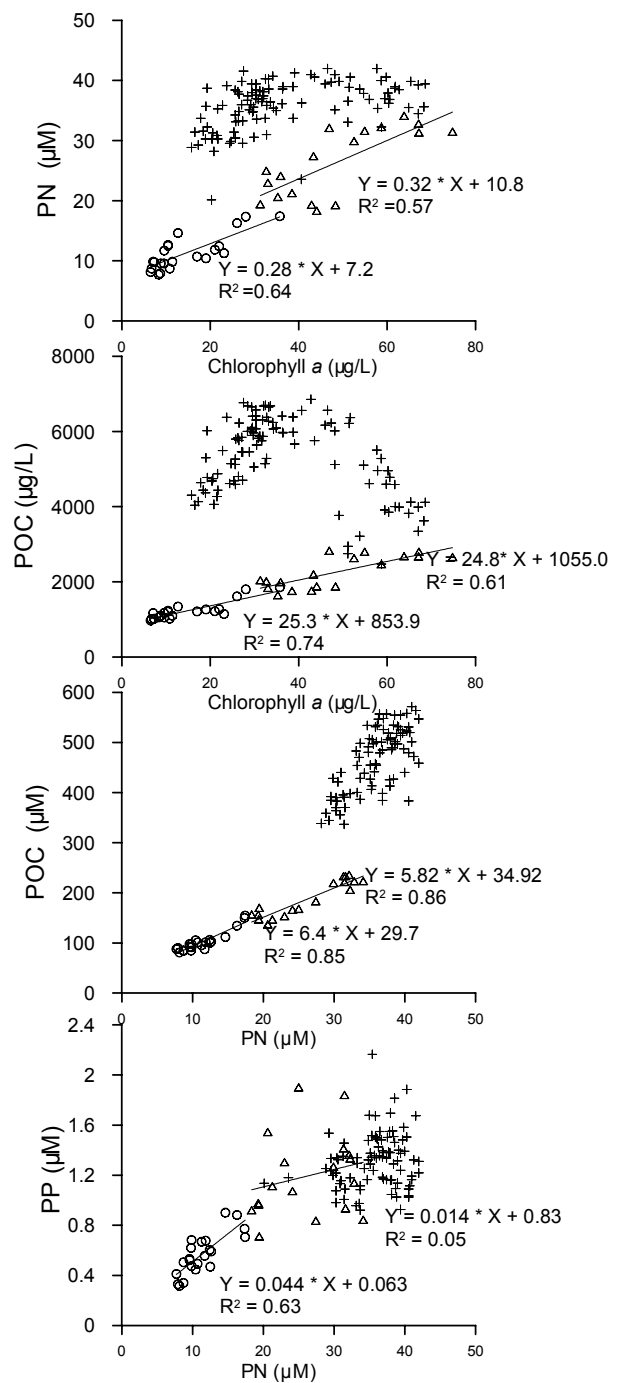 50
40
30
20
10
0
PN (µM)
Y = 0.32 * X + 10.8
R² =0.57
Y = 0.28 * X + 7.2
R² =0.64
0 20 40 60 80
Chlorophyll a (µg/L)
8000
6000
4000
2000
0
POC (µg/L)
Y = 24.8* X + 1055.0
R² = 0.61
Y = 25.3 * X + 853.9
R² = 0.74
0 20 40 60 80
Chlorophyll a (µg/L)
600
500
400
300
200
100
0
POC (µM)
Y = 5.82 * X + 34.92
R² = 0.86
Y = 6.4 * X + 29.7
R² = 0.85
0 10 20 30 40 50
PN (µM)
2.4
2
1.6
1.2
0.8
0.4
0
PP (µM)
Y = 0.014 * X + 0.83
R² = 0.05
Y = 0.044 * X + 0.063
R² = 0.63
0 10 20 30 40 50
PN (µM)